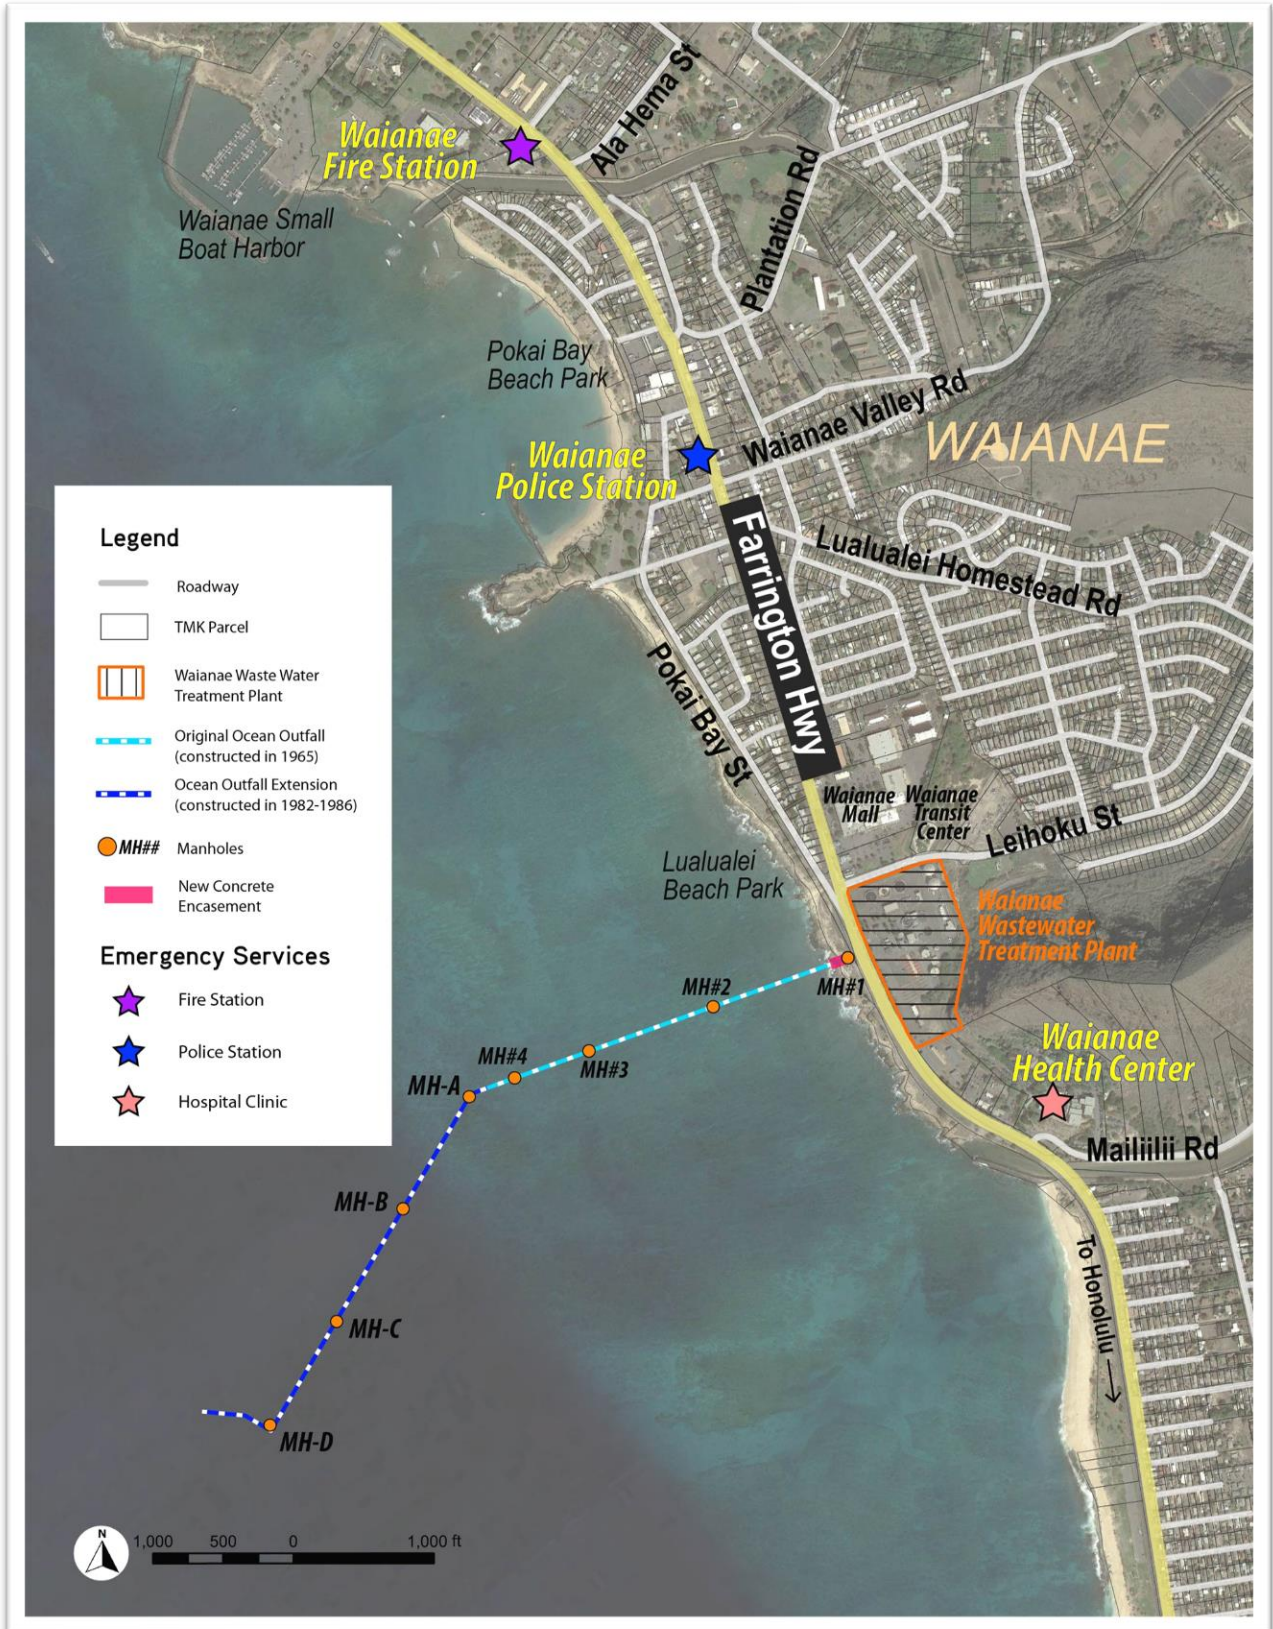 Ala Hema St
Waianae
Fire Station
Plantation Rd
Waianae Small
Boat Harbor
Pokai Bay
Beach Park
Waianae Valley Rd
WAIANAE
Waianae
Police Station
Farrington Hwy
Lualualei Homestead Rd
Pokai Bay St
Waianae
Mall
Waianae
Transit
Center
Leihoku St
Lualualei
Beach Park
Waianae
Wastewater
Treatment Plant
MH#1
MH#2
MH#3
MH#4
MH-A
MH-B
MH-C
MH-D
Waianae
Health Center
Mailiilii Rd
To Honolulu
Legend
Roadway
TMK Parcel
Waianae Waste Water
Treatment Plant
Original Ocean Outfall
(constructed in 1965)
Ocean Outfall Extension
(constructed in 1982-1986)
MH## Manholes
New Concrete
Encasement
Emergency Services
Fire Station
Police Station
Hospital Clinic
N
1,000 500 0 1,000 ft